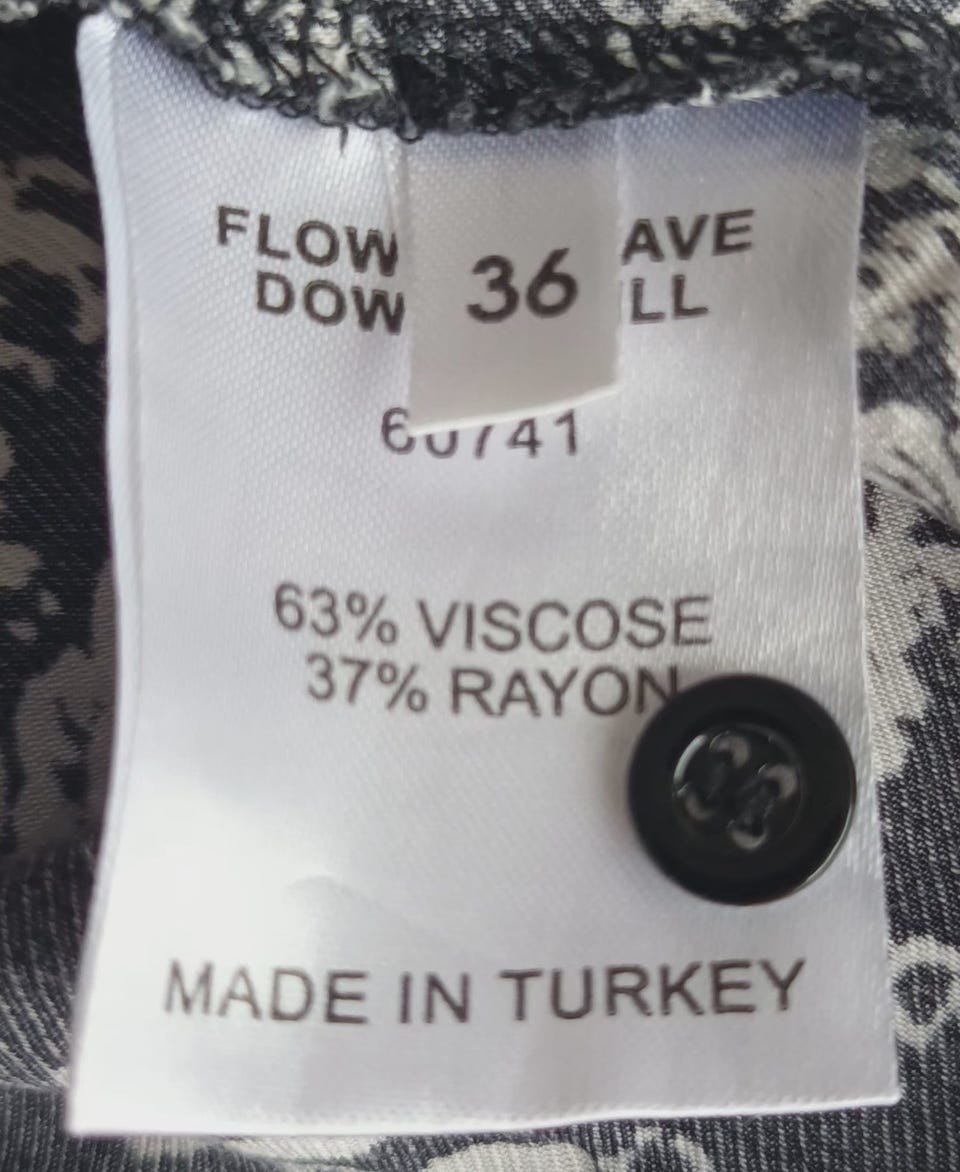 FLOW AVE
DOW LL
36
60741
63% VISCOSE
37% RAYON
MADE IN TURKEY